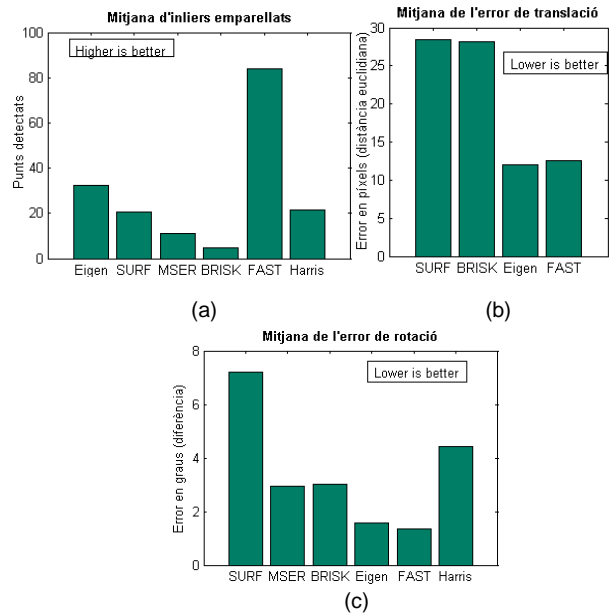 Mitjana d'inliers emparellats
Higher is better
Punts detectats
100
80
60
40
20
0
Eigen SURF MSER BRISK FAST Harris
(a)
Mitjana de l'error de translació
Lower is better
Error en píxels (distància euclidiana)
30
25
20
15
10
5
0
SURF BRISK Eigen FAST
(b)
Mitjana de l'error de rotació
Lower is better
Error en graus (diferència)
8
6
4
2
0
SURF MSER BRISK Eigen FAST Harris
(c)